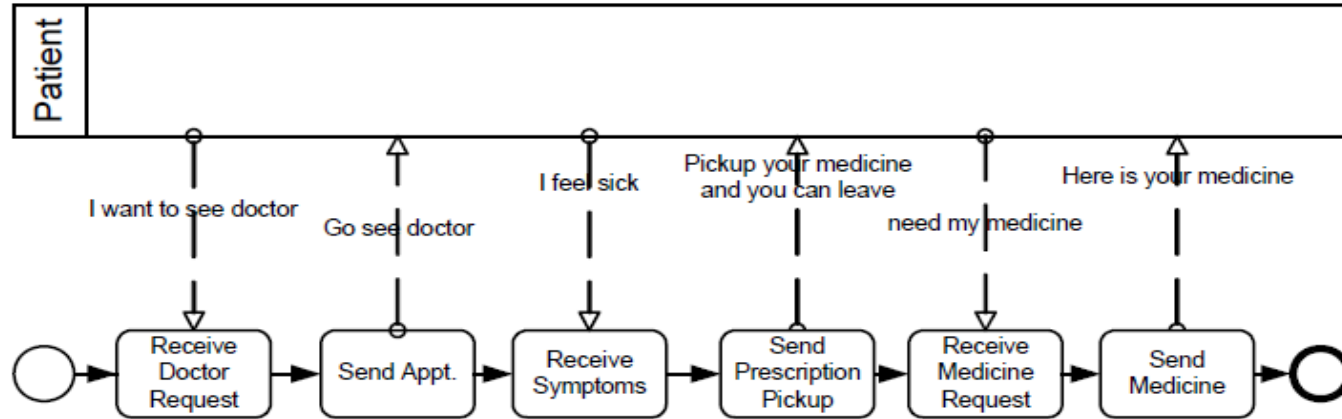 Patient
I want to see doctor
Go see doctor
I feel sick
Pickup your medicine
and you can leave
need my medicine
Here is your medicine
Receive
Doctor
Request
Send Appt.
Receive
Symptoms
Send
Prescription
Pickup
Receive
Medicine
Request
Send
Medicine